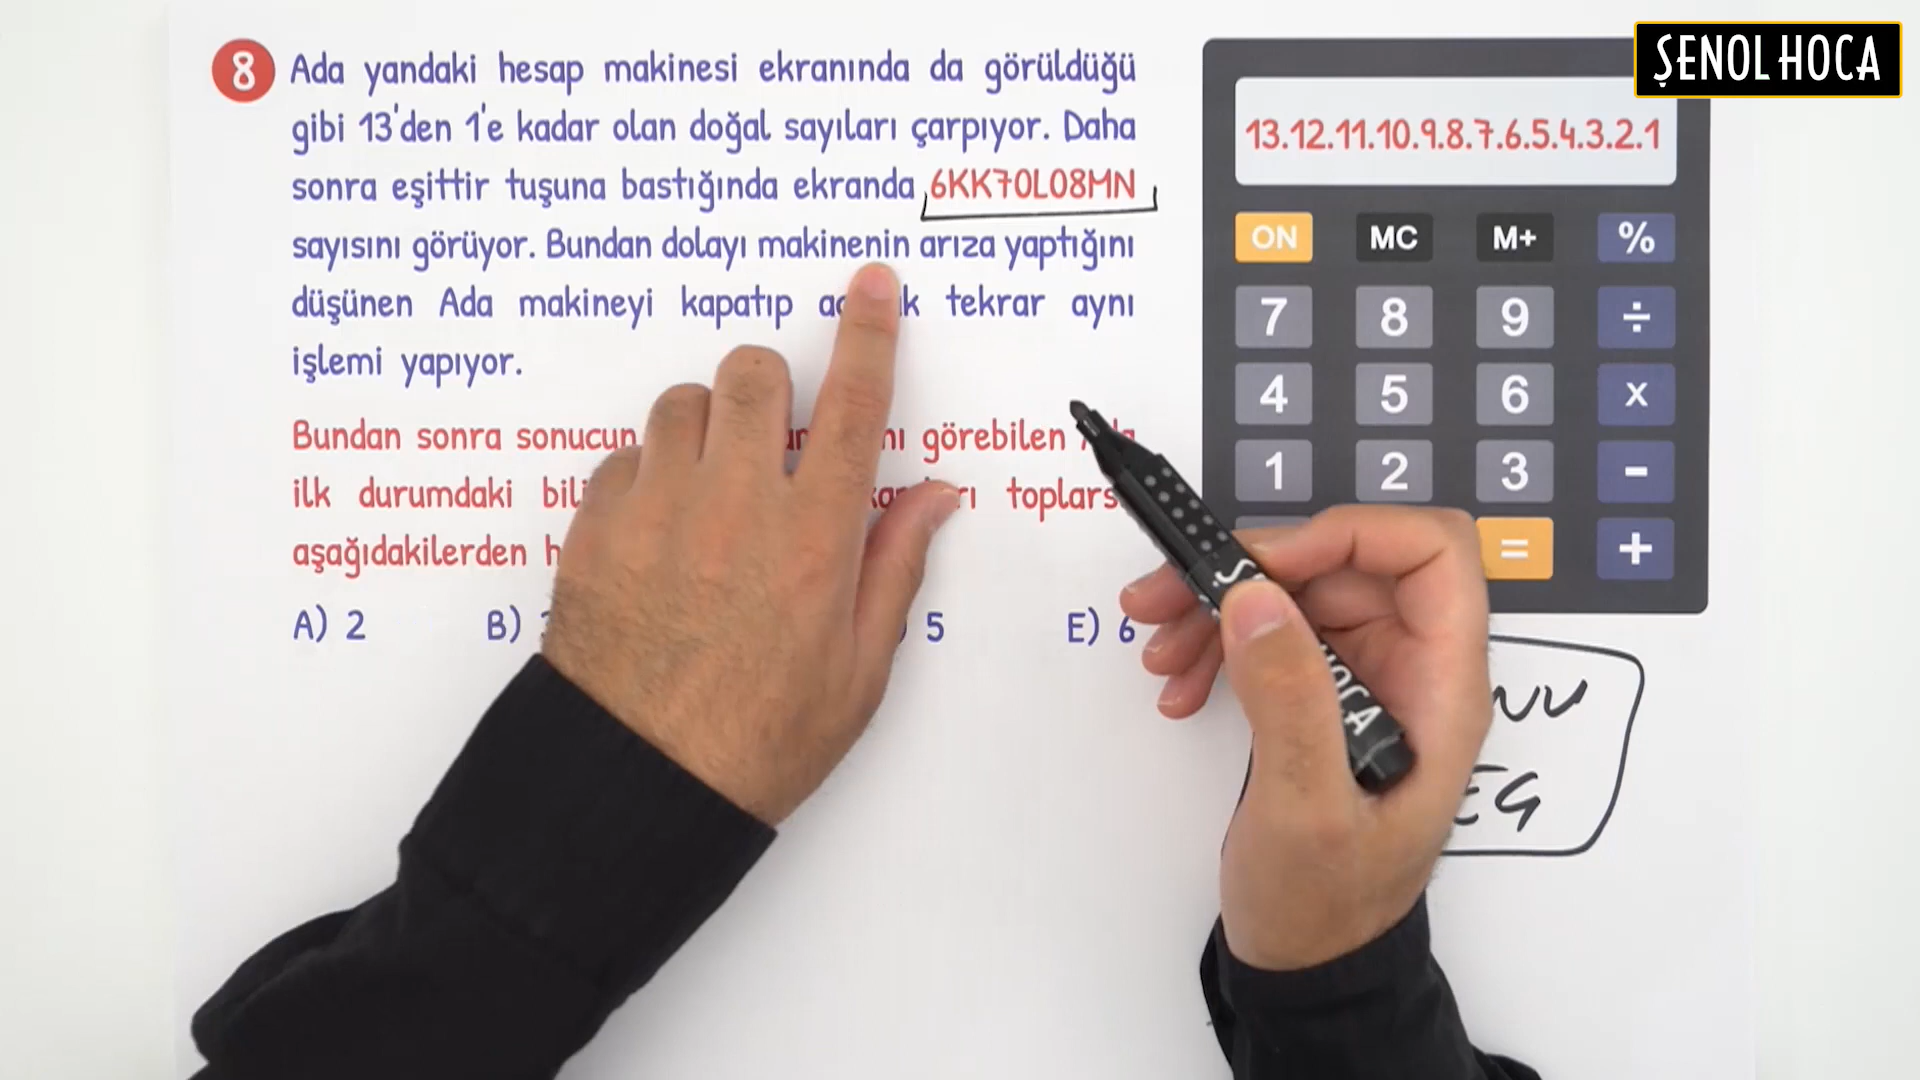 ŞENOL HOCA
8
Ada yandaki hesap makinesi ekranında da görüldüğü
gibi 13'den 1'e kadar olan doğal sayıları çarpıyor. Daha
sonra eşittir tuşuna bastığında ekranda 6KK70L08MN
sayısını görüyor. Bundan dolayı makinenin arıza yaptığını
düşünen Ada makineyi kapatıp tekrar aynı
işlemi yapıyor.
Bundan sonra sonucun görebilen
ilk durumdaki
aşağıdakilerden
A) 2 B) 5 E) 6
13.12.11.10.9.8.7.6.5.4.3.2.1
ON MC M+ %
7 8 9 ÷
4 5 6 x
1 2 3 -
= +
HOCA